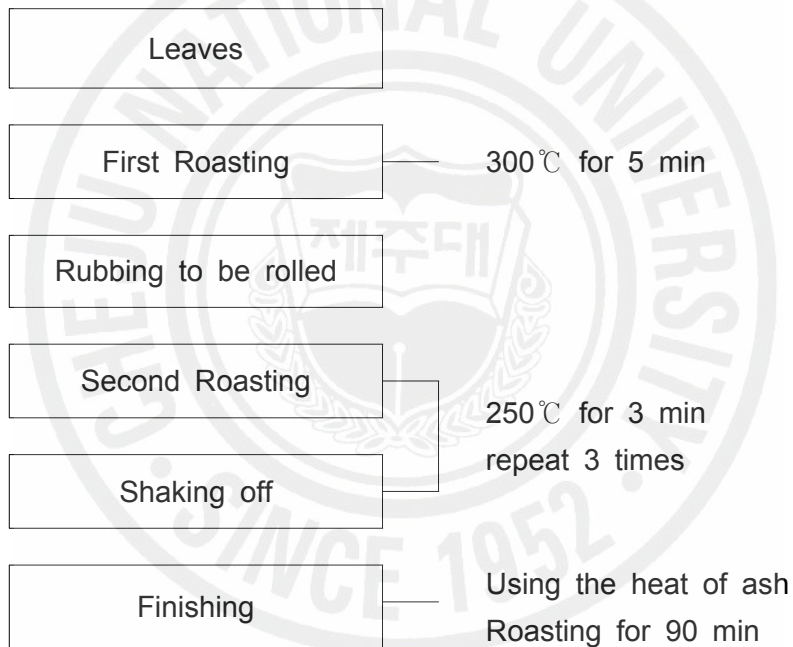 Leaves
First Roasting
300℃ for 5 min
Rubbing to be rolled
Second Roasting
250℃ for 3 min
repeat 3 times
Shaking off
Finishing
Using the heat of ash
Roasting for 90 min
CHEJU NATIONAL UNIVERSITY
제주대
SINCE 1952